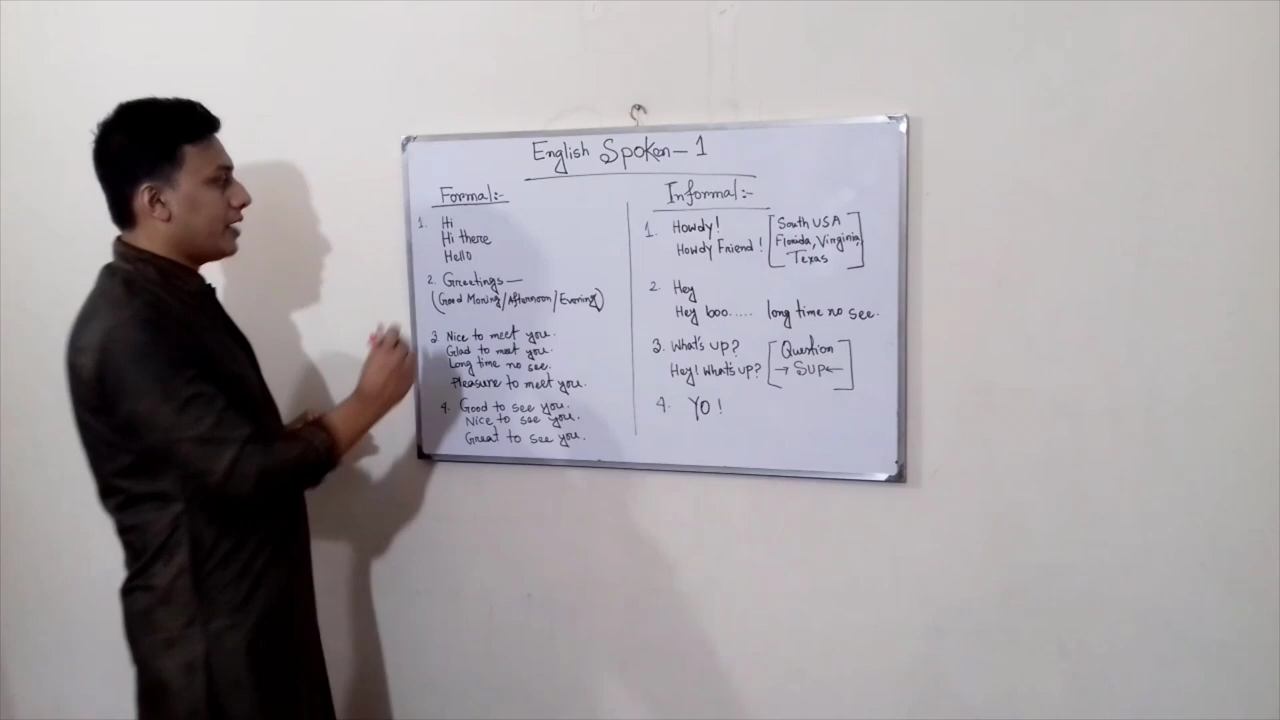 English Spoken-1
Formal:-
1. Hi
Hi there
Hello
2. Greetings—
(Good Moring/Afternoon/Evening)
3. Nice to meet you.
Glad to meet you.
Long time no see.
Pleasure to meet you.
4. Good to see you.
Nice to see you.
Great to see you.
Informal:-
1. Howdy!
Howdy Friend!
[South USA
Florida, Virginia,
Texas]
2. Hey
Hey boo..... long time no see.
3. What's up?
Hey! What's up?
[Question
→ SUP ←]
4. YO!